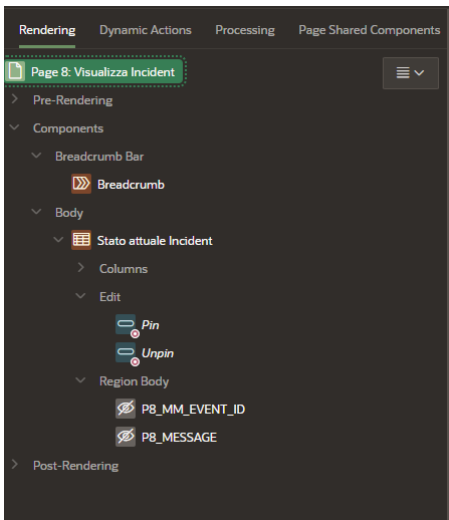 Rendering Dynamic Actions Processing Page Shared Components
Page 8: Visualizza Incident
Pre-Rendering
Components
Breadcrumb Bar
Breadcrumb
Body
Stato attuale Incident
Columns
Edit
Pin
Unpin
Region Body
P8_MM_EVENT_ID
P8_MESSAGE
Post-Rendering